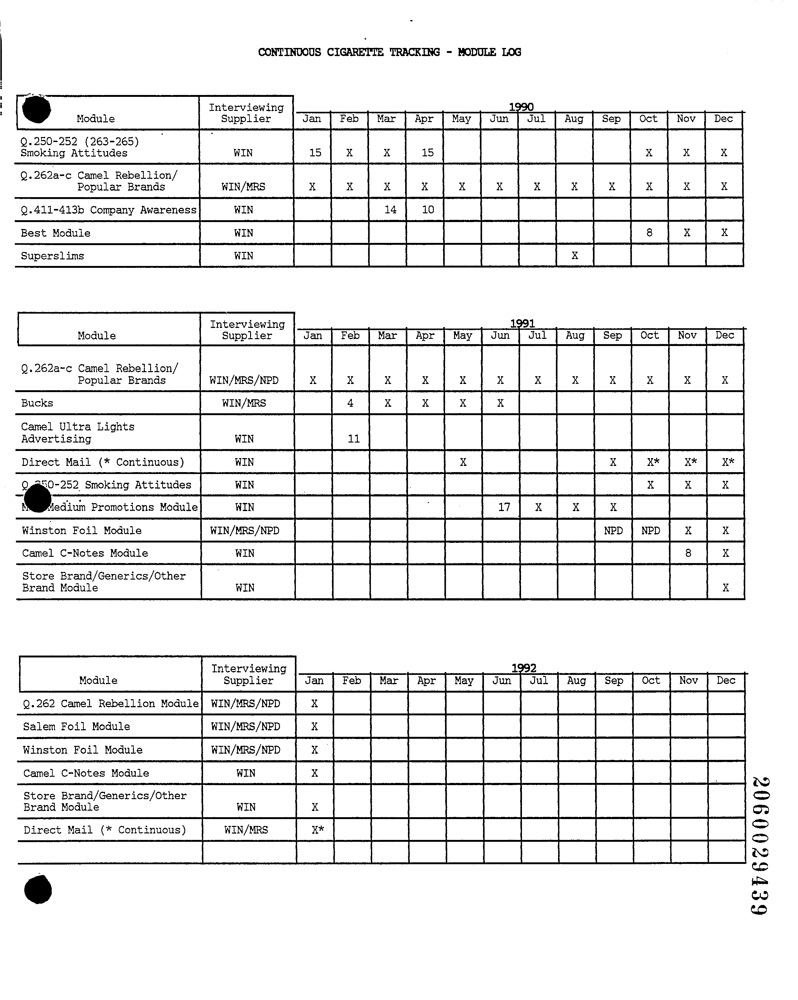 CONTINUOUS CIGARETTE TRACKING - MODULE LOG
Module Interviewing Supplier 1990
Jan Feb Mar Apr May Jun Jul Aug Sep Oct Nov Dec
Q.250-252 (263-265)
Smoking Attitudes WIN 15 X X 15 X X X
Q.262a-c Camel Rebellion/
Popular Brands WIN/MRS X X X X X X X X X X X X
Q.411-413b Company Awareness WIN 14 10
Best Module WIN 8 X X
Superslims WIN X
Module Interviewing Supplier 1991
Jan Feb Mar Apr May Jun Jul Aug Sep Oct Nov Dec
Q.262a-c Camel Rebellion/
Popular Brands WIN/MRS/NPD X X X X X X X X X X X X
Bucks WIN/MRS 4 X X X X
Camel Ultra Lights
Advertising WIN 11
Direct Mail (* Continuous) WIN X X X* X* X*
50-252 Smoking Attitudes WIN X X X
Medium Promotions Module WIN 17 X X X
Winston Foil Module WIN/MRS/NPD NPD NPD X X
Camel C-Notes Module WIN 8 X
Store Brand/Generics/Other
Brand Module WIN X
Module Interviewing Supplier 1992
Jan Feb Mar Apr May Jun Jul Aug Sep Oct Nov Dec
Q.262 Camel Rebellion Module WIN/MRS/NPD X
Salem Foil Module WIN/MRS/NPD X
Winston Foil Module WIN/MRS/NPD X
Camel C-Notes Module WIN X
Store Brand/Generics/Other
Brand Module WIN X
Direct Mail (* Continuous) WIN/MRS X*
2060029439